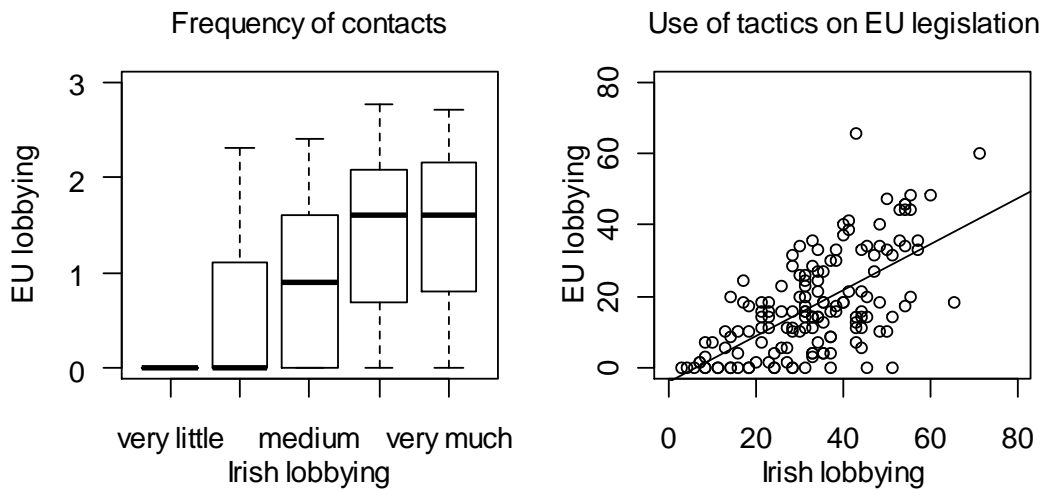 Frequency of contacts
EU lobbying
3
2
1
0
very little medium very much
Irish lobbying
Use of tactics on EU legislation
EU lobbying
80
60
40
20
0
0 20 40 60 80
Irish lobbying